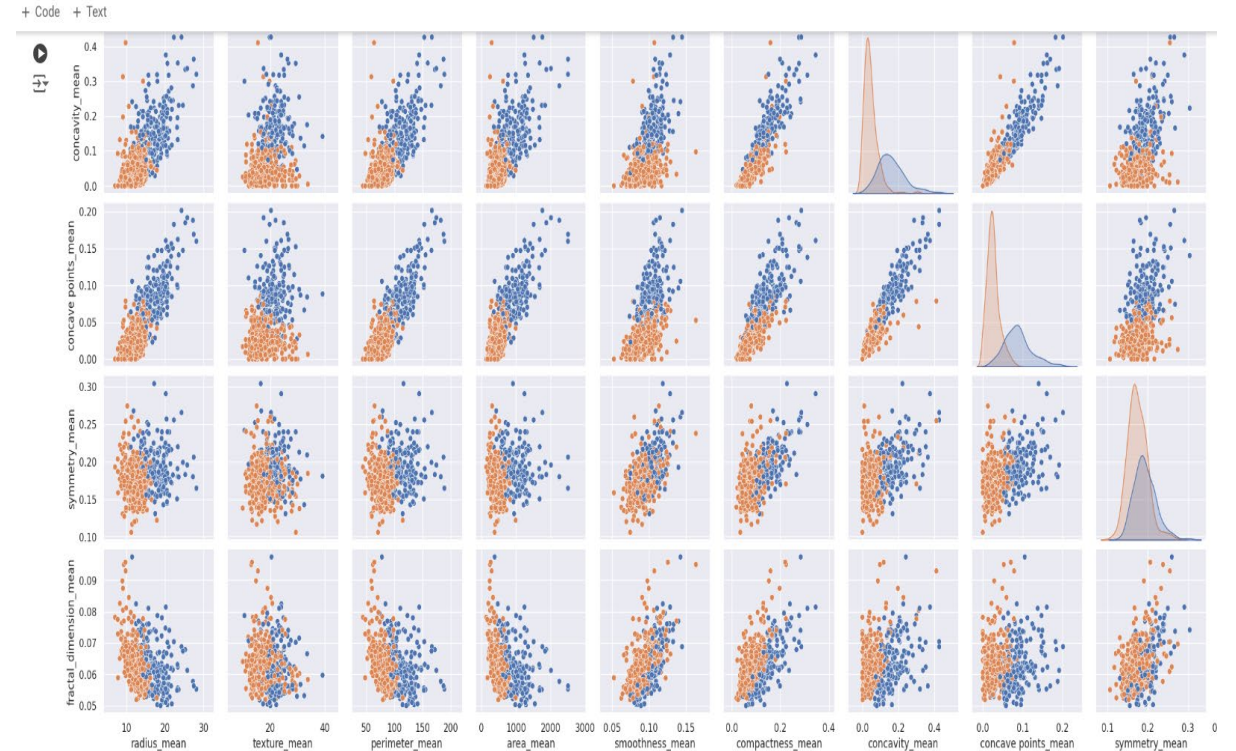 + Code + Text
concavity_mean
0.4
0.3
0.2
0.1
0.0
concave points_mean
0.20
0.15
0.10
0.05
0.00
symmetry_mean
0.30
0.25
0.20
0.15
0.10
fractal_dimension_mean
0.09
0.08
0.07
0.06
0.05
10 20 30 20 40 50 100 150 200 0 1000 2000 3000 0.05 0.10 0.15 0.0 0.2 0.4 0.0 0.2 0.4 0.0 0.1 0.2 0.1 0.2 0.3 0
radius_mean texture_mean perimeter_mean area_mean smoothness_mean compactness_mean concavity_mean concave points_mean symmetry_mean